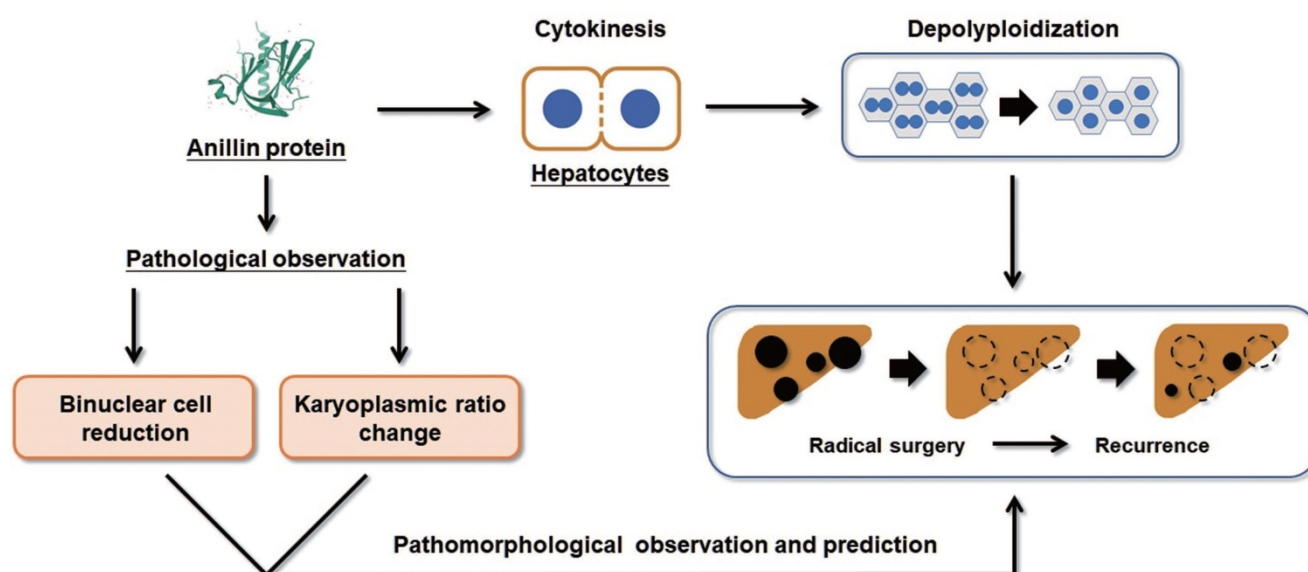 Cytokinesis
Depolyploidization
Anillin protein
Hepatocytes
Pathological observation
Binuclear cell
reduction
Karyoplasmic ratio
change
Radical surgery
Recurrence
Pathomorphological observation and prediction